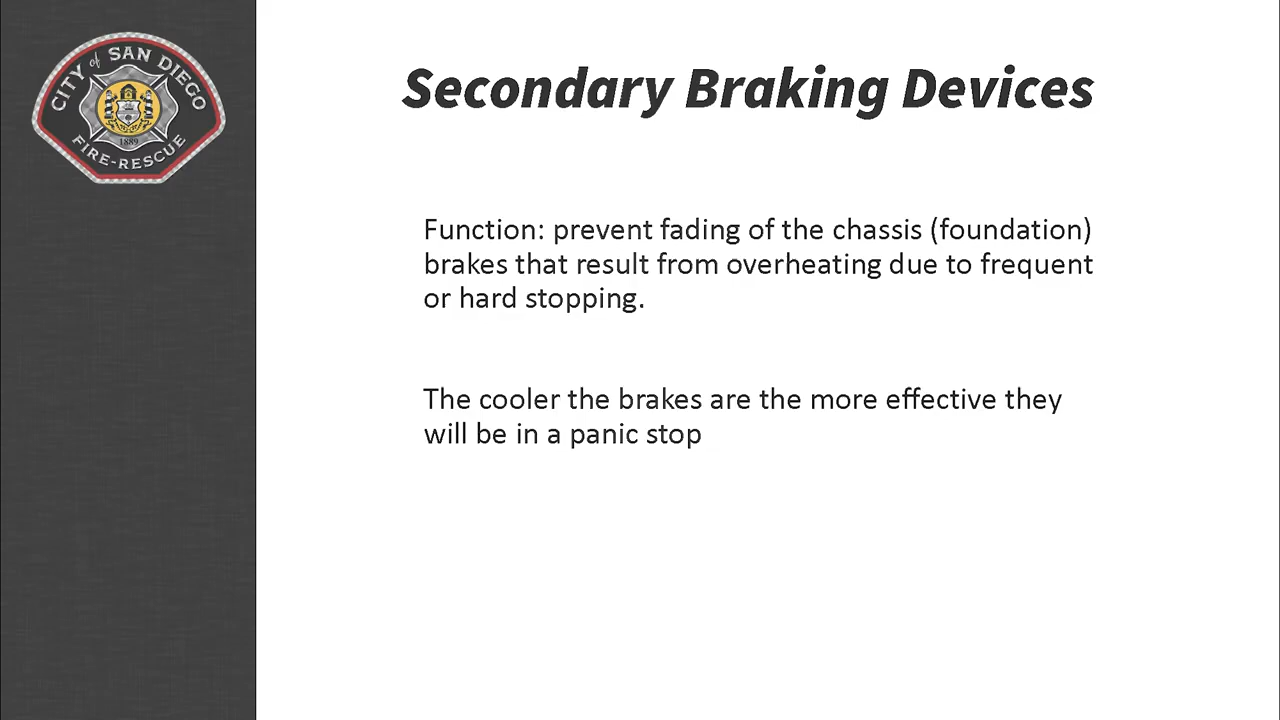 CITY of SAN DIEGO
1889
FIRE-RESCUE
Secondary Braking Devices
Function: prevent fading of the chassis (foundation)
brakes that result from overheating due to frequent
or hard stopping.
The cooler the brakes are the more effective they
will be in a panic stop